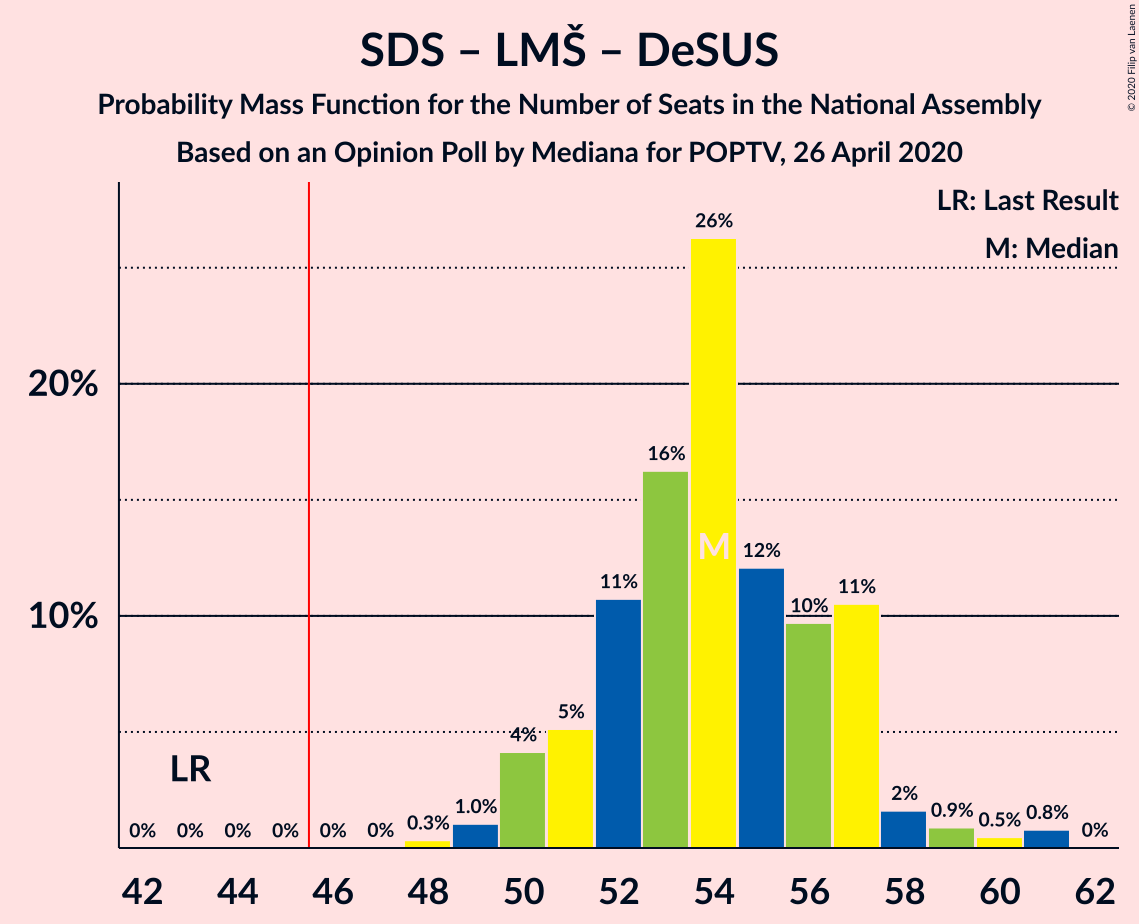 SDS – LMŠ – DeSUS
Probability Mass Function for the Number of Seats in the National Assembly
Based on an Opinion Poll by Mediana for POPTV, 26 April 2020
© 2020 Filip van Laenen
LR: Last Result
M: Median
20%
10%
LR
M
0%
0%
0%
0%
0%
0%
0.3%
1.0%
4%
5%
11%
16%
26%
12%
10%
11%
2%
0.9%
0.5%
0.8%
0%
42 44 46 48 50 52 54 56 58 60 62